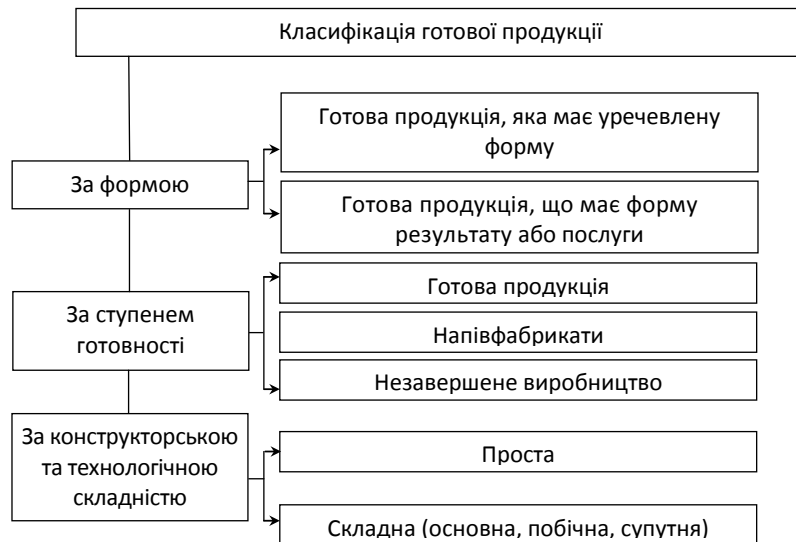 Класифікація готової продукції
Готова продукція, яка має уречевлену
форму
За формою
Готова продукція, що має форму
результату або послуги
Готова продукція
За ступенем
готовності
Напівфабрикати
Незавершене виробництво
За конструкторською
та технологічною
складністю
Проста
Складна (основна, побічна, супутня)